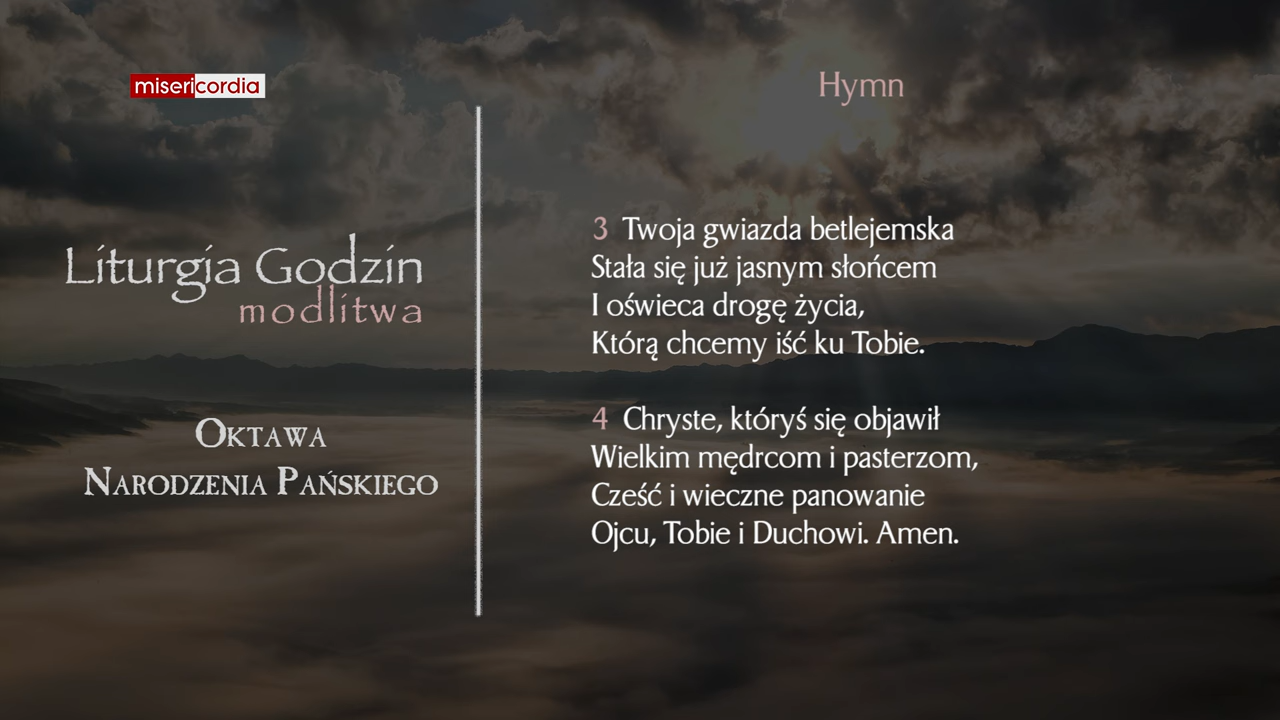 misericordia
Liturgia Godzin
modlitwa
Oktawa
Narodzenia Pańskiego
Hymn
3 Twoja gwiazda betlejemska
Stała się już jasnym słońcem
I oświeca drogę życia,
Którą chcemy iść ku Tobie.
4 Chryste, któryś się objawił
Wielkim mędrcom i pasterzom,
Cześć i wieczne panowanie
Ojcu, Tobie i Duchowi. Amen.